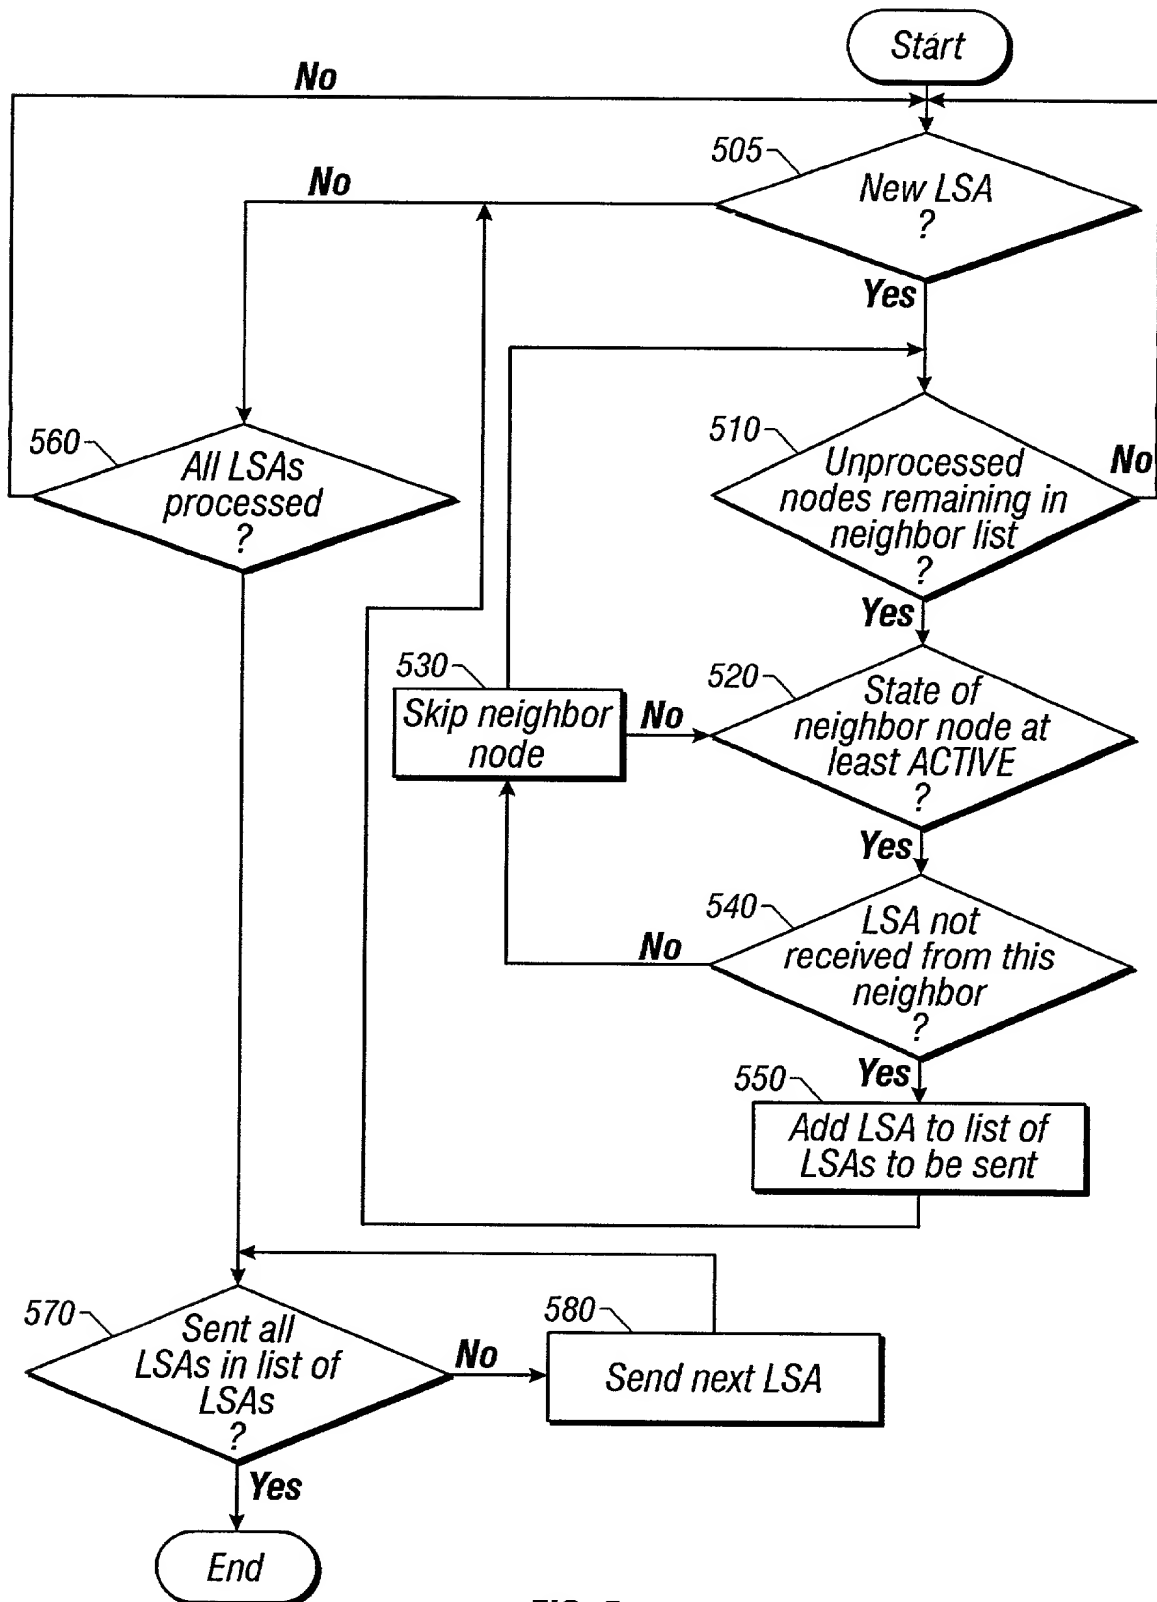 Start
No
505
New LSA
?
No
Yes
560
All LSAs
processed
?
510
Unprocessed
nodes remaining in
neighbor list
?
No
Yes
530
Skip neighbor
node
No
520
State of
neighbor node at
least ACTIVE
?
Yes
540
LSA not
received from this
neighbor
?
No
Yes
550
Add LSA to list of
LSAs to be sent
570
Sent all
LSAs in list of
LSAs
?
No
580
Send next LSA
Yes
End